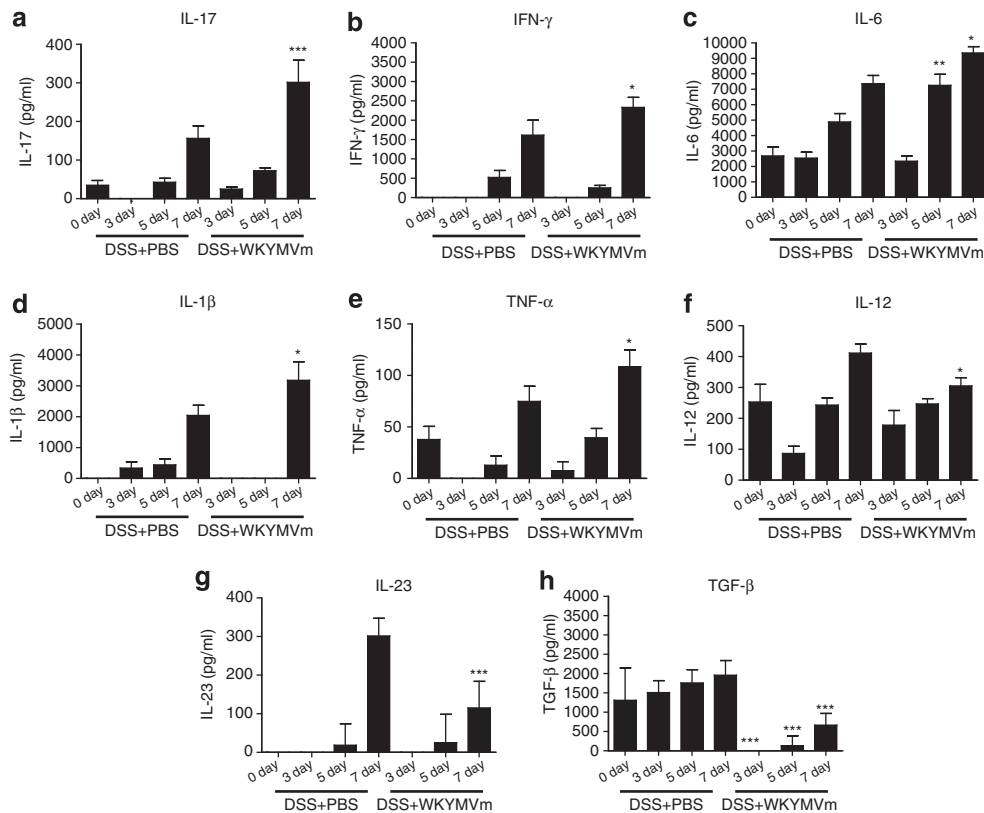 a
IL-17
IL-17 (pg/ml)
400
300
200
100
0
0 day
3 day
5 day
7 day
3 day
5 day
7 day
***
DSS+PBS
DSS+WKYMVm
b
IFN-γ
IFN-γ (pg/ml)
4000
3500
3000
2500
2000
1500
1000
500
0
0 day
3 day
5 day
7 day
3 day
5 day
7 day
*
DSS+PBS
DSS+WKYMVm
c
IL-6
IL-6 (pg/ml)
10000
9000
8000
7000
6000
5000
4000
3000
2000
1000
0
0 day
3 day
5 day
7 day
3 day
5 day
7 day
**
*
DSS+PBS
DSS+WKYMVm
d
IL-1β
IL-1β (pg/ml)
5000
4000
3000
2000
1000
0
0 day
3 day
5 day
7 day
3 day
5 day
7 day
*
DSS+PBS
DSS+WKYMVm
e
TNF-α
TNF-α (pg/ml)
150
100
50
0
0 day
3 day
5 day
7 day
3 day
5 day
7 day
*
DSS+PBS
DSS+WKYMVm
f
IL-12
IL-12 (pg/ml)
500
400
300
200
100
0
0 day
3 day
5 day
7 day
3 day
5 day
7 day
*
DSS+PBS
DSS+WKYMVm
g
IL-23
IL-23 (pg/ml)
400
300
200
100
0
0 day
3 day
5 day
7 day
3 day
5 day
7 day
***
DSS+PBS
DSS+WKYMVm
h
TGF-β
TGF-β (pg/ml)
4000
3500
3000
2500
2000
1500
1000
500
0
0 day
3 day
5 day
7 day
3 day
5 day
7 day
***
***
***
DSS+PBS
DSS+WKYMVm